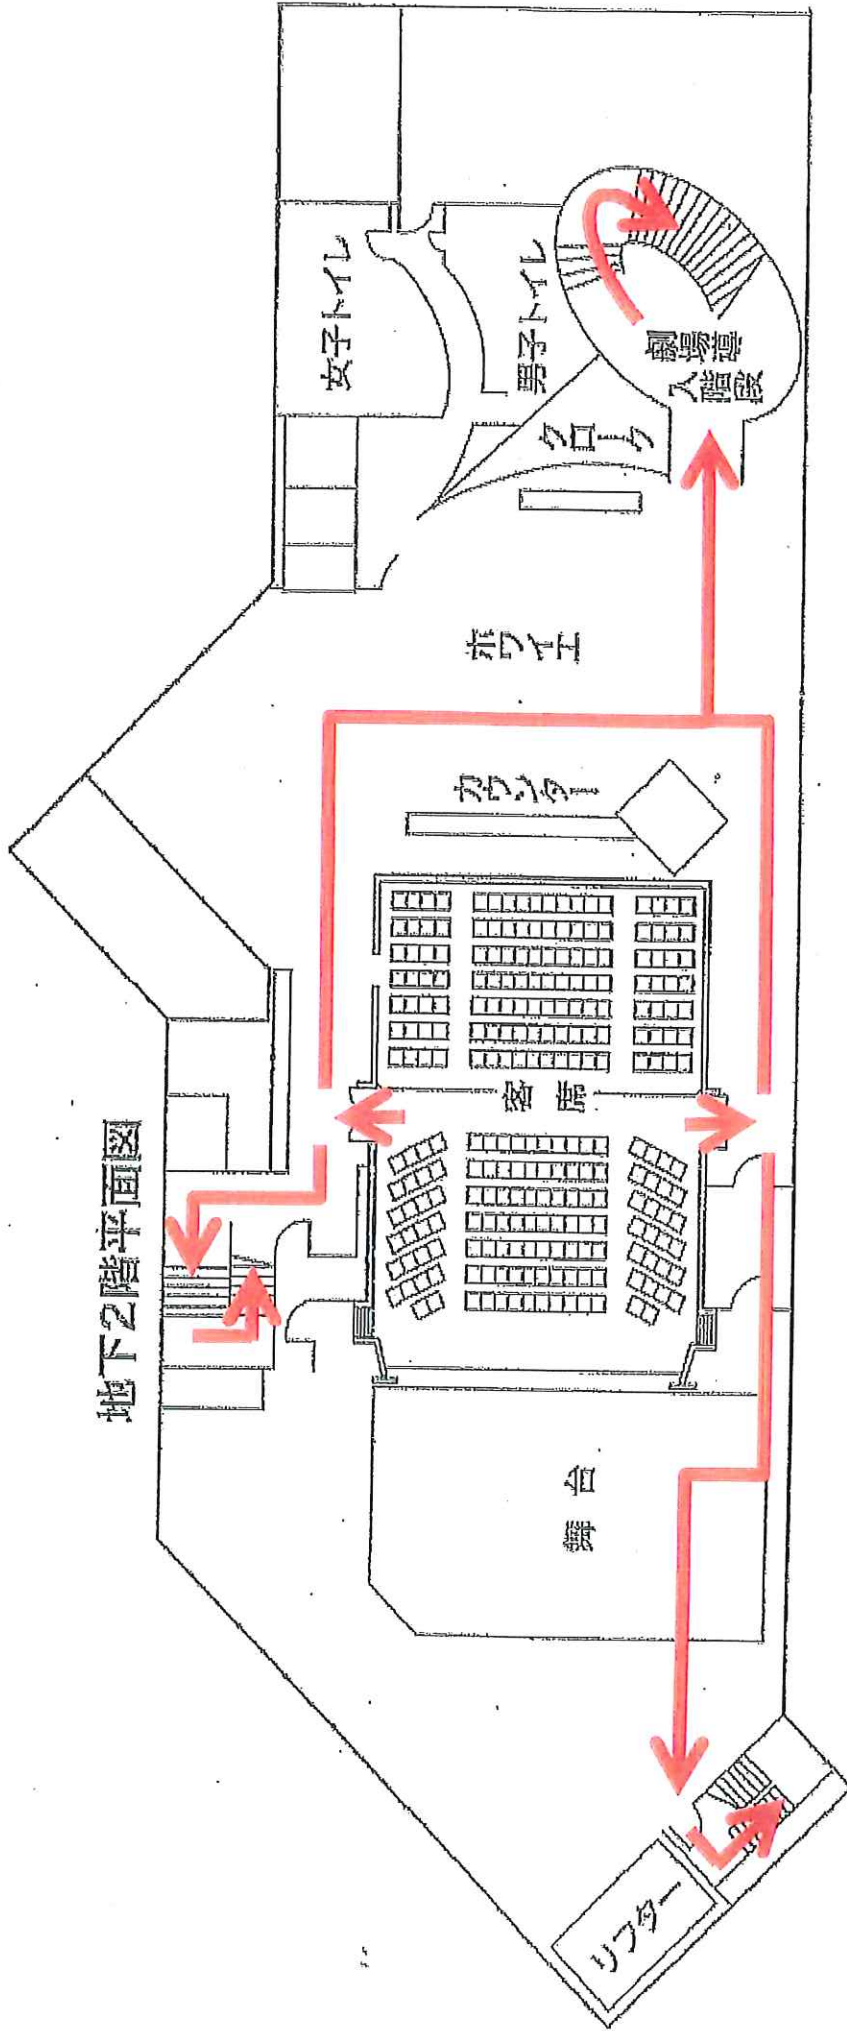 地下2階平面図
女子トイレ
男子トイレ
劇場専
入階段
クローク
ホワイエ
カウンター
客席
舞台
リフター